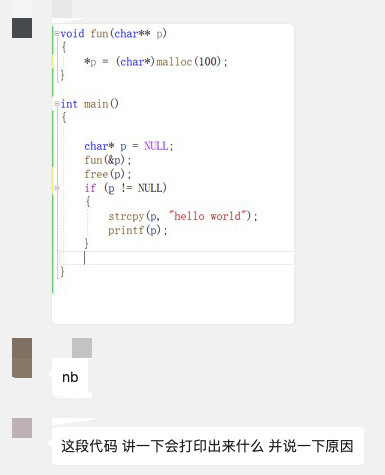 void fun(char** p)
{
    *p = (char*)malloc(100);
}
int main()
{
    char* p = NULL;
    fun(&p);
    free(p);
    if (p != NULL)
    {
        strcpy(p, "hello world");
        printf(p);
    }
}
nb
这段代码 讲一下会打印出来什么 并说一下原因